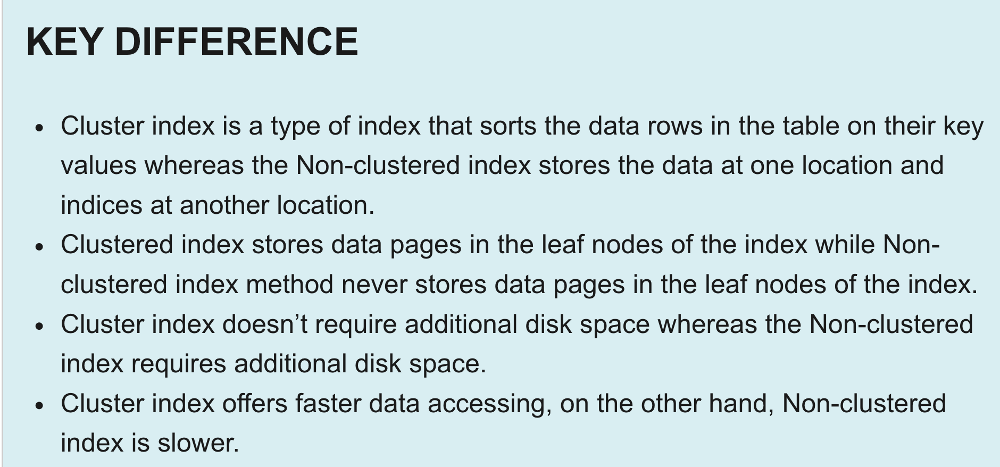 KEY DIFFERENCE
• Cluster index is a type of index that sorts the data rows in the table on their key
values whereas the Non-clustered index stores the data at one location and
indices at another location.
• Clustered index stores data pages in the leaf nodes of the index while Non-
clustered index method never stores data pages in the leaf nodes of the index.
• Cluster index doesn’t require additional disk space whereas the Non-clustered
index requires additional disk space.
• Cluster index offers faster data accessing, on the other hand, Non-clustered
index is slower.